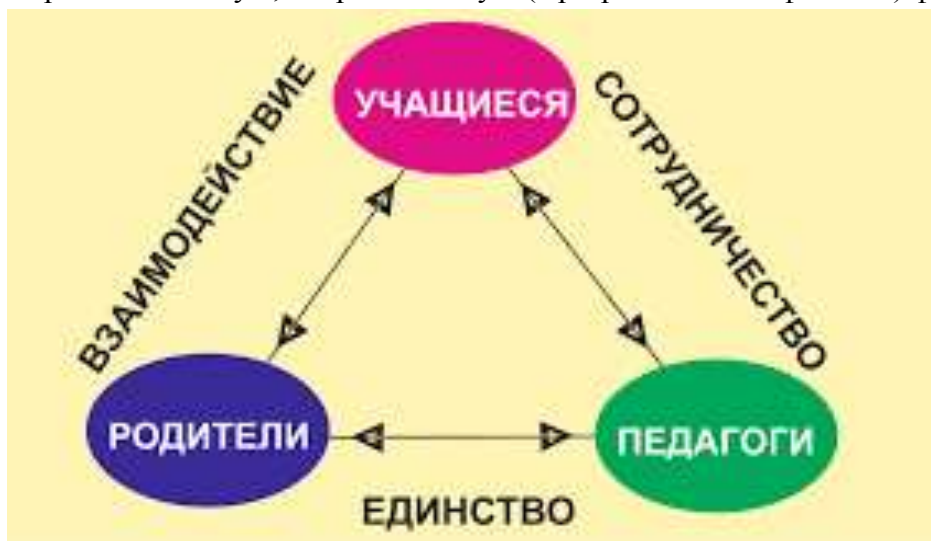 УЧАЩИЕСЯ
ВЗАИМОДЕЙСТВИЕ
СОТРУДНИЧЕСТВО
РОДИТЕЛИ
ПЕДАГОГИ
ЕДИНСТВО